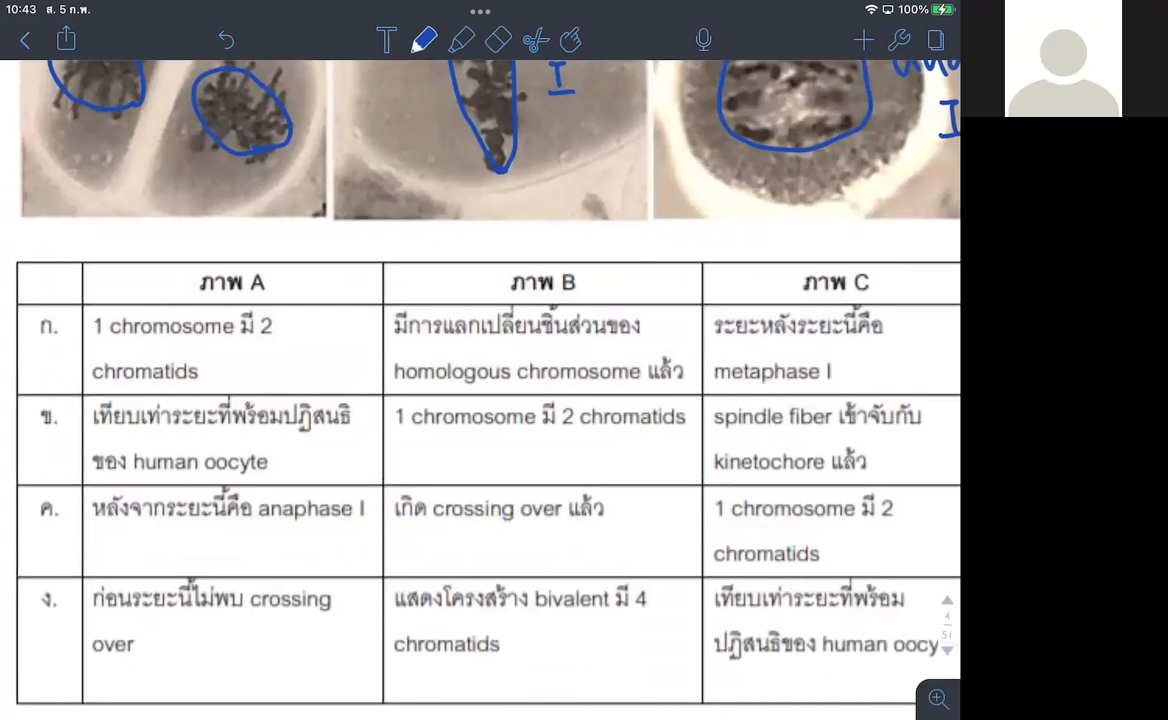 10:43 ส. 5 ก.พ.
100%
T
I
I
ภาพ A
ภาพ B
ภาพ C
ก.
1 chromosome มี 2
chromatids
มีการแลกเปลี่ยนชิ้นส่วนของ
homologous chromosome แล้ว
ระยะหลังระยะนี้คือ
metaphase I
ข.
เทียบเท่าระยะที่พร้อมปฏิสนธิ
ของ human oocyte
1 chromosome มี 2 chromatids
spindle fiber เข้าจับกับ
kinetochore แล้ว
ค.
หลังจากระยะนี้คือ anaphase I
เกิด crossing over แล้ว
1 chromosome มี 2
chromatids
ง.
ก่อนระยะนี้ไม่พบ crossing
over
แสดงโครงสร้าง bivalent มี 4
chromatids
เทียบเท่าระยะที่พร้อม
ปฏิสนธิของ human oocy
4
51